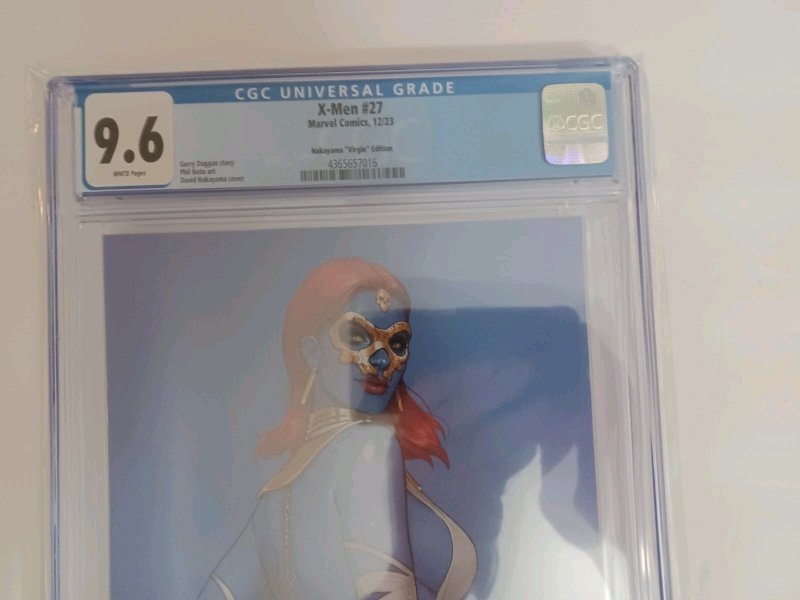 CGC UNIVERSAL GRADE
9.6
WHITE Pages
X-Men #27
Marvel Comics, 12/23
Nakayama "Virgin" Edition
4365657016
Gerry Duggan story
Phil Noto art
David Nakayama cover
CGC